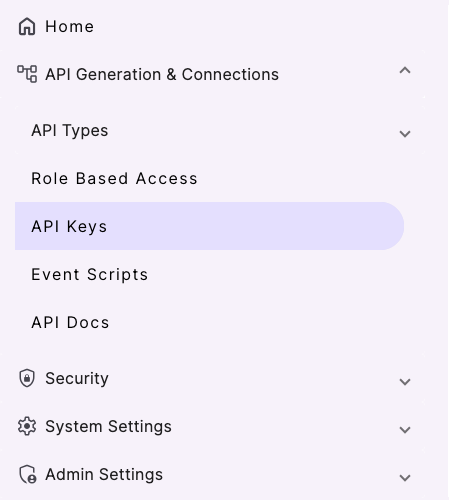 Home
API Generation & Connections
API Types
Role Based Access
API Keys
Event Scripts
API Docs
Security
System Settings
Admin Settings